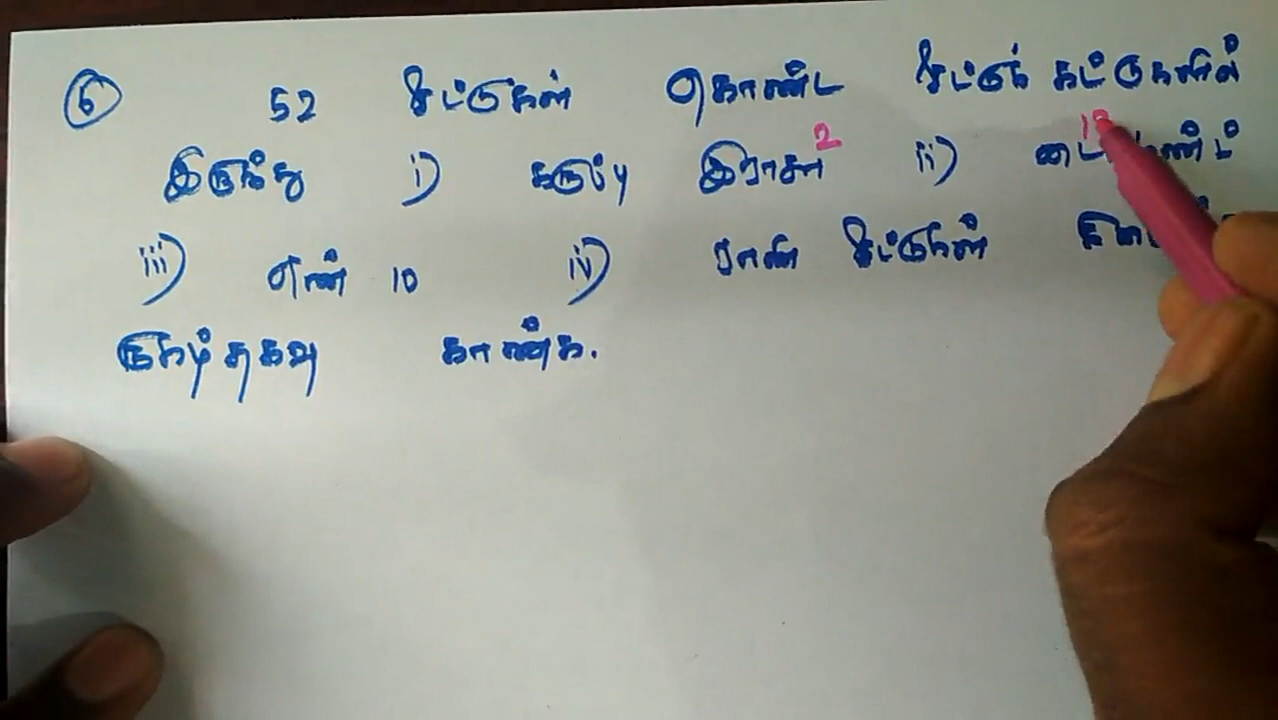 6 52 சீட்டுகள் கொண்ட சீட்டுக் கட்டுகளில்
இருந்து i) கருப்பு இராசா 2 ii)
iii) எண் 10 iv) ராணி சீட்டுகள்
நிகழ்தகவு காண்க.